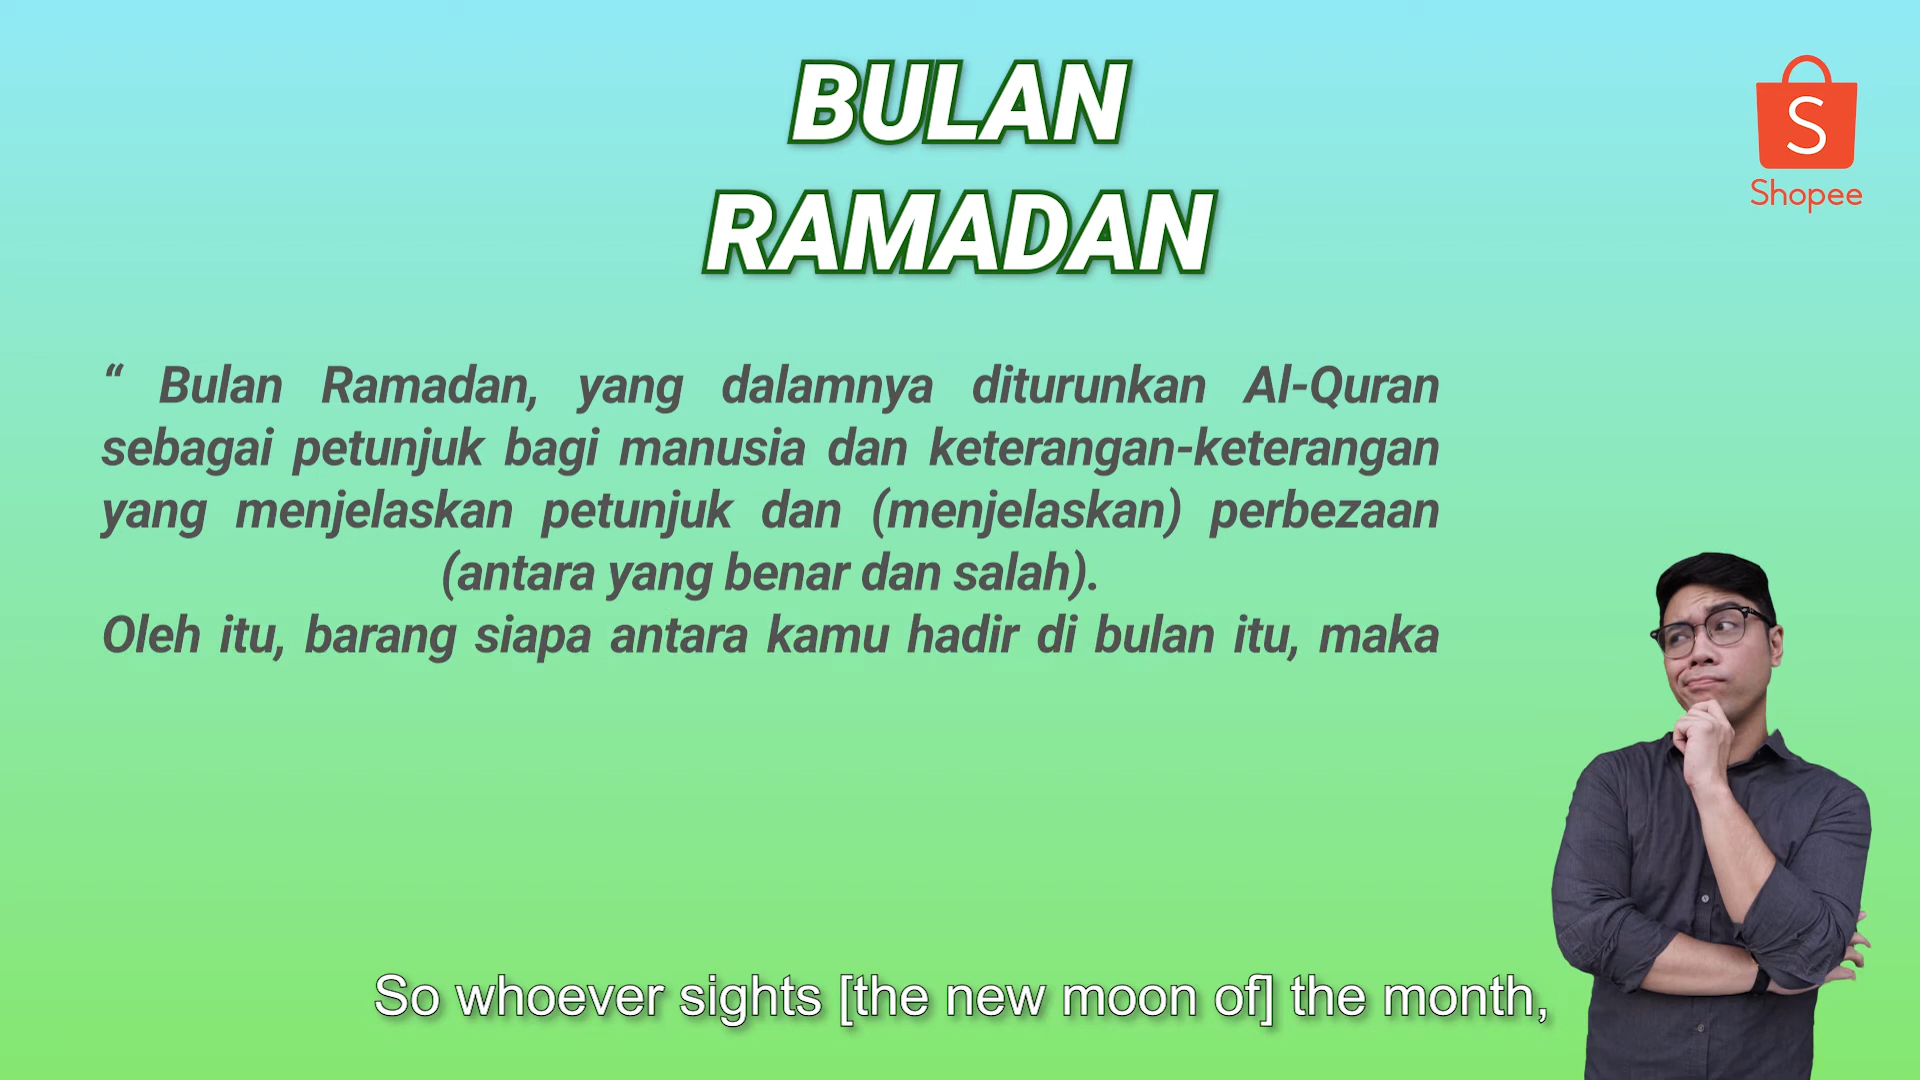 BULAN
RAMADAN
S
Shopee
“ Bulan Ramadan, yang dalamnya diturunkan Al-Quran
sebagai petunjuk bagi manusia dan keterangan-keterangan
yang menjelaskan petunjuk dan (menjelaskan) perbezaan
(antara yang benar dan salah).
Oleh itu, barang siapa antara kamu hadir di bulan itu, maka
So whoever sights [the new moon of] the month,